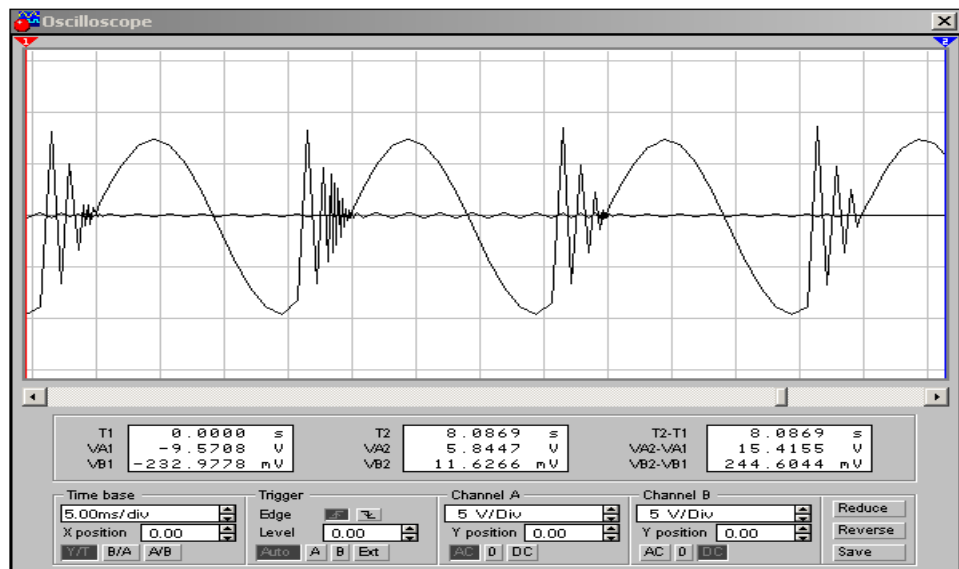 Oscilloscope
1 2
T1 0.0000 s T2 8.0869 s T2-T1 8.0869 s
VA1 -9.5708 V VA2 5.8447 V VA2-VA1 15.4155 V
VB1 -232.9778 mV VB2 11.6266 mV VB2-VB1 244.6044 mV
Time base Trigger Channel A Channel B
5.00ms/div Edge 5 V/Div 5 V/Div Reduce
X position 0.00 Level 0.00 Y position 0.00 Y position 0.00 Reverse
Y/T B/A A/B Auto A B Ext AC 0 DC AC 0 DC Save